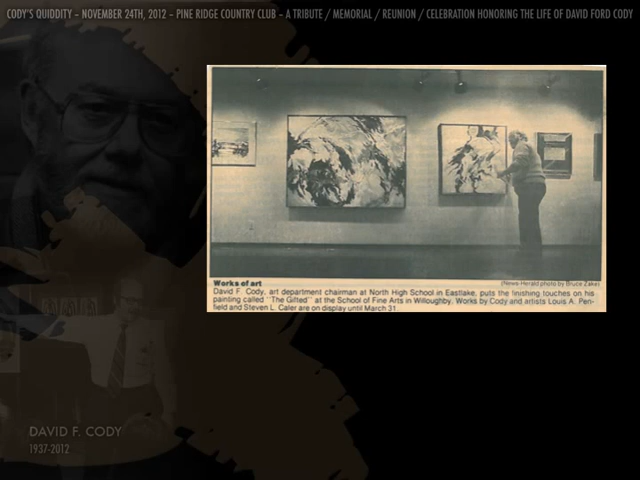 CODY'S QUIDDITY – NOVEMBER 24TH, 2012 – PINE RIDGE COUNTRY CLUB – A TRIBUTE / MEMORIAL / REUNION / CELEBRATION HONORING THE LIFE OF DAVID FORD CODY
Works of art
(News-Herald photo by Bruce Zake)
David F. Cody, art department chairman at North High School in Eastlake, puts the finishing touches on his
painting called "The Gifted" at the School of Fine Arts in Willoughby. Works by Cody and artists Louis A. Pen-
field and Steven L. Caler are on display until March 31.
DAVID F. CODY
1937-2012